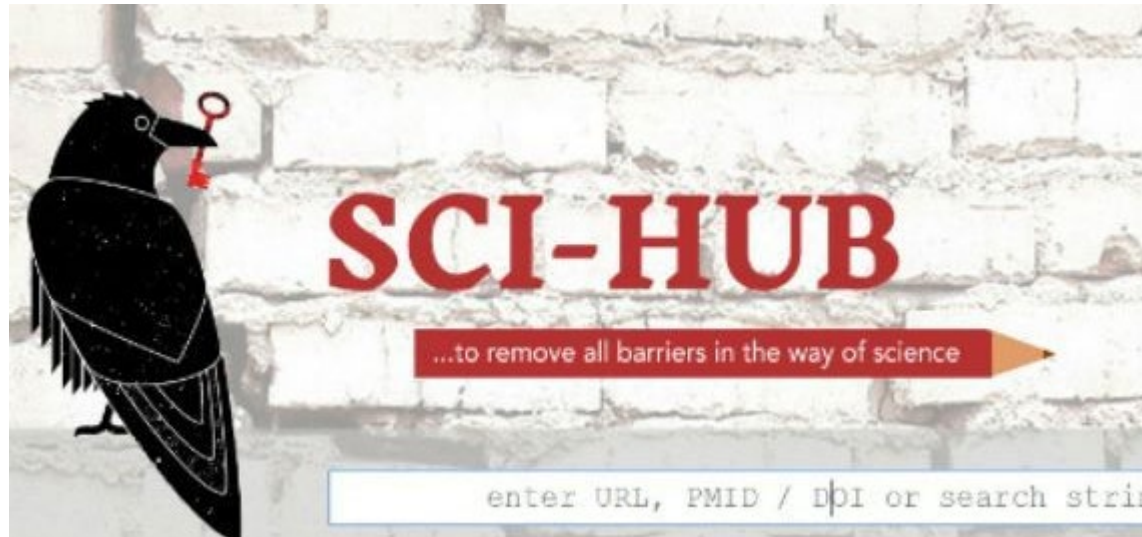 SCI-HUB
...to remove all barriers in the way of science
enter URL, PMID / DOI or search strin